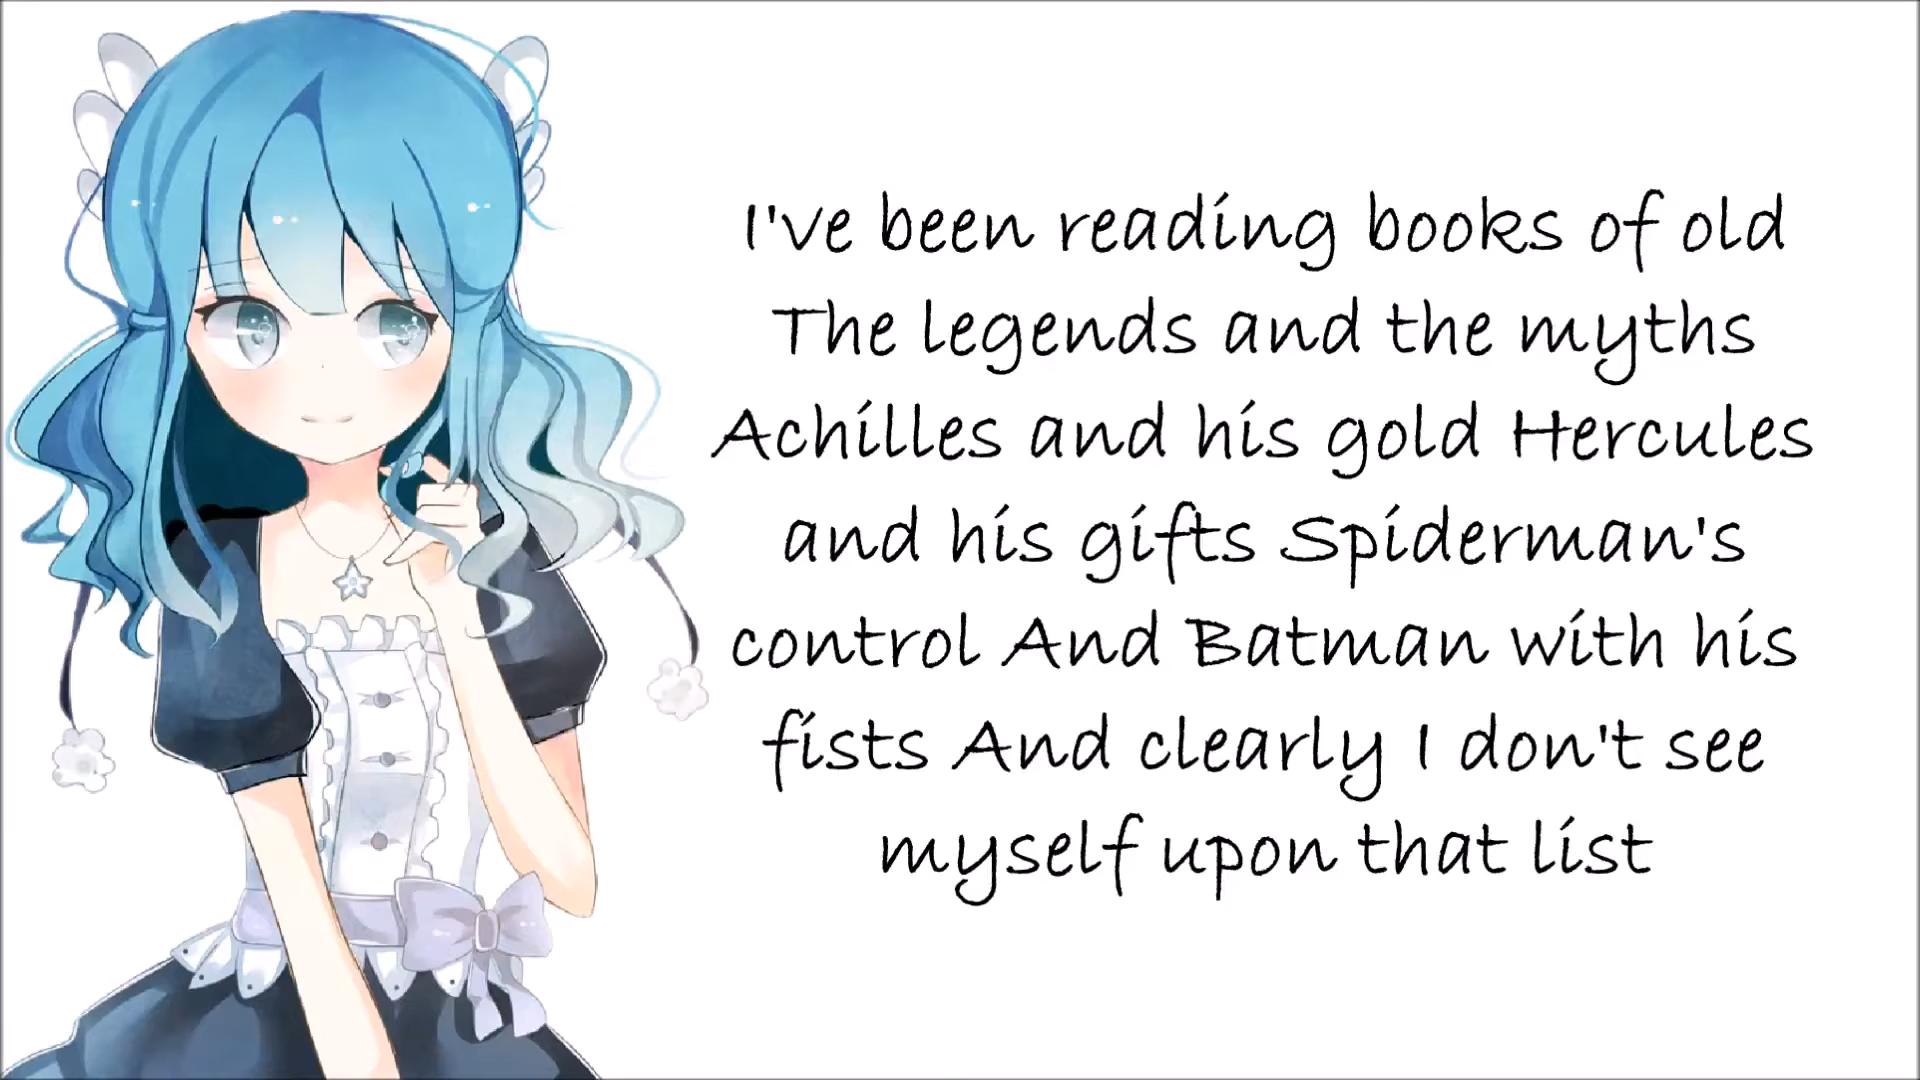 I've been reading books of old
The legends and the myths
Achilles and his gold Hercules
and his gifts Spiderman's
control And Batman with his
fists And clearly I don't see
myself upon that list